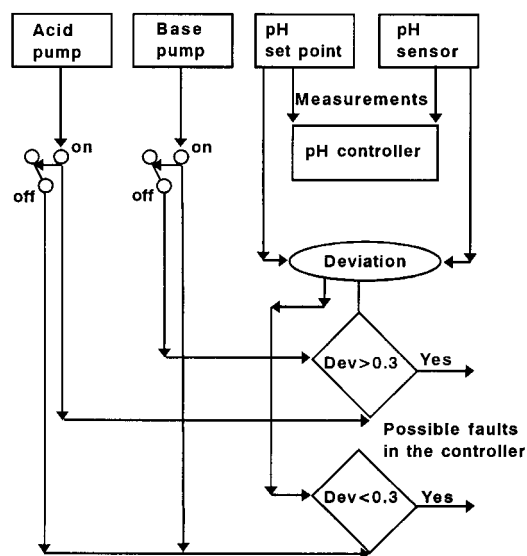 Acid
pump
Base
pump
pH
set point
pH
sensor
Measurements
pH controller
on
off
on
off
Deviation
Dev>0.3
Yes
Possible faults
in the controller
Dev<0.3
Yes